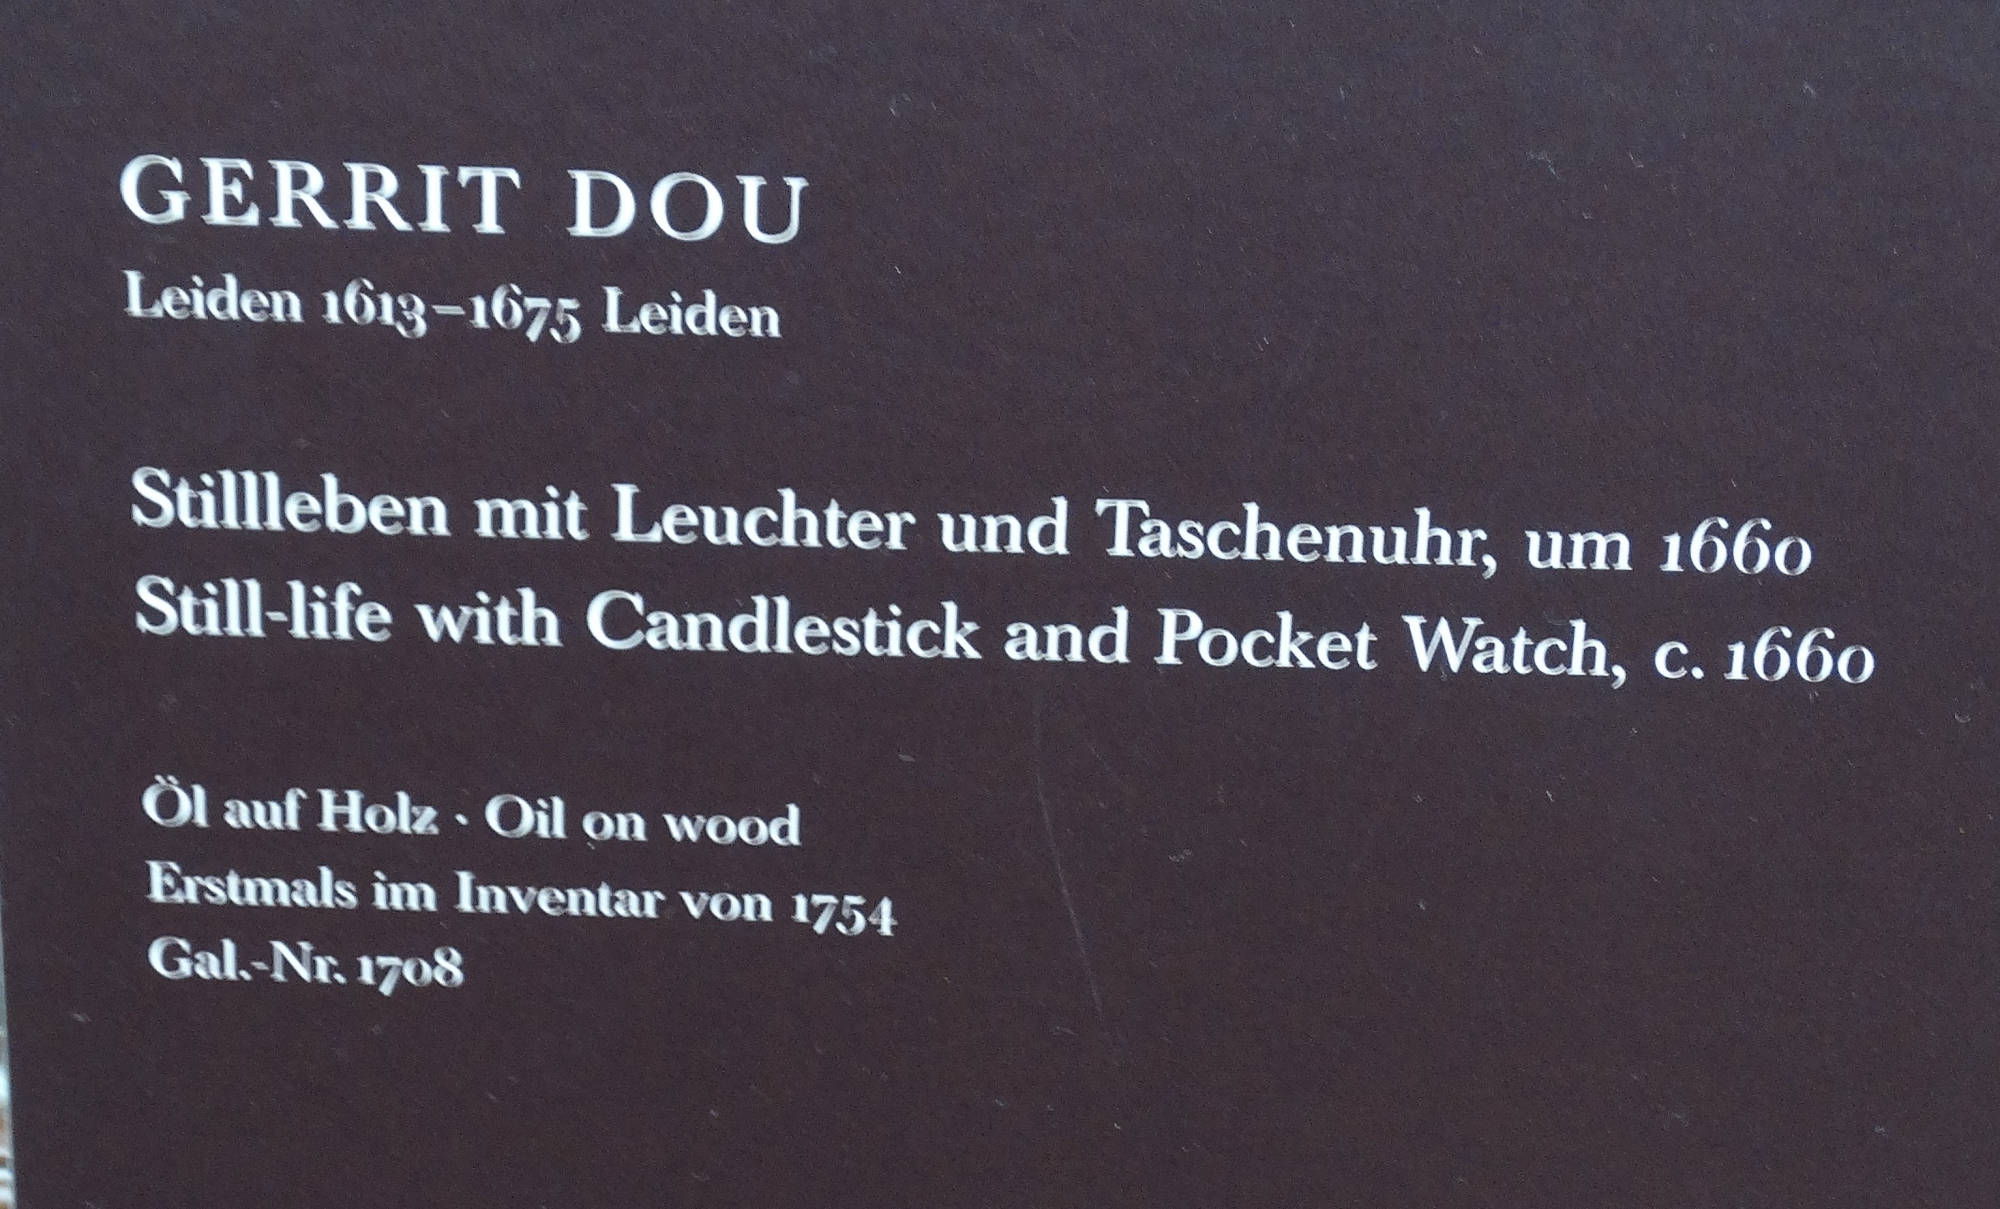 GERRIT DOU
Leiden 1613–1675 Leiden
Stillleben mit Leuchter und Taschenuhr, um 1660
Still-life with Candlestick and Pocket Watch, c. 1660
Öl auf Holz · Oil on wood
Erstmals im Inventar von 1754
Gal.-Nr. 1708